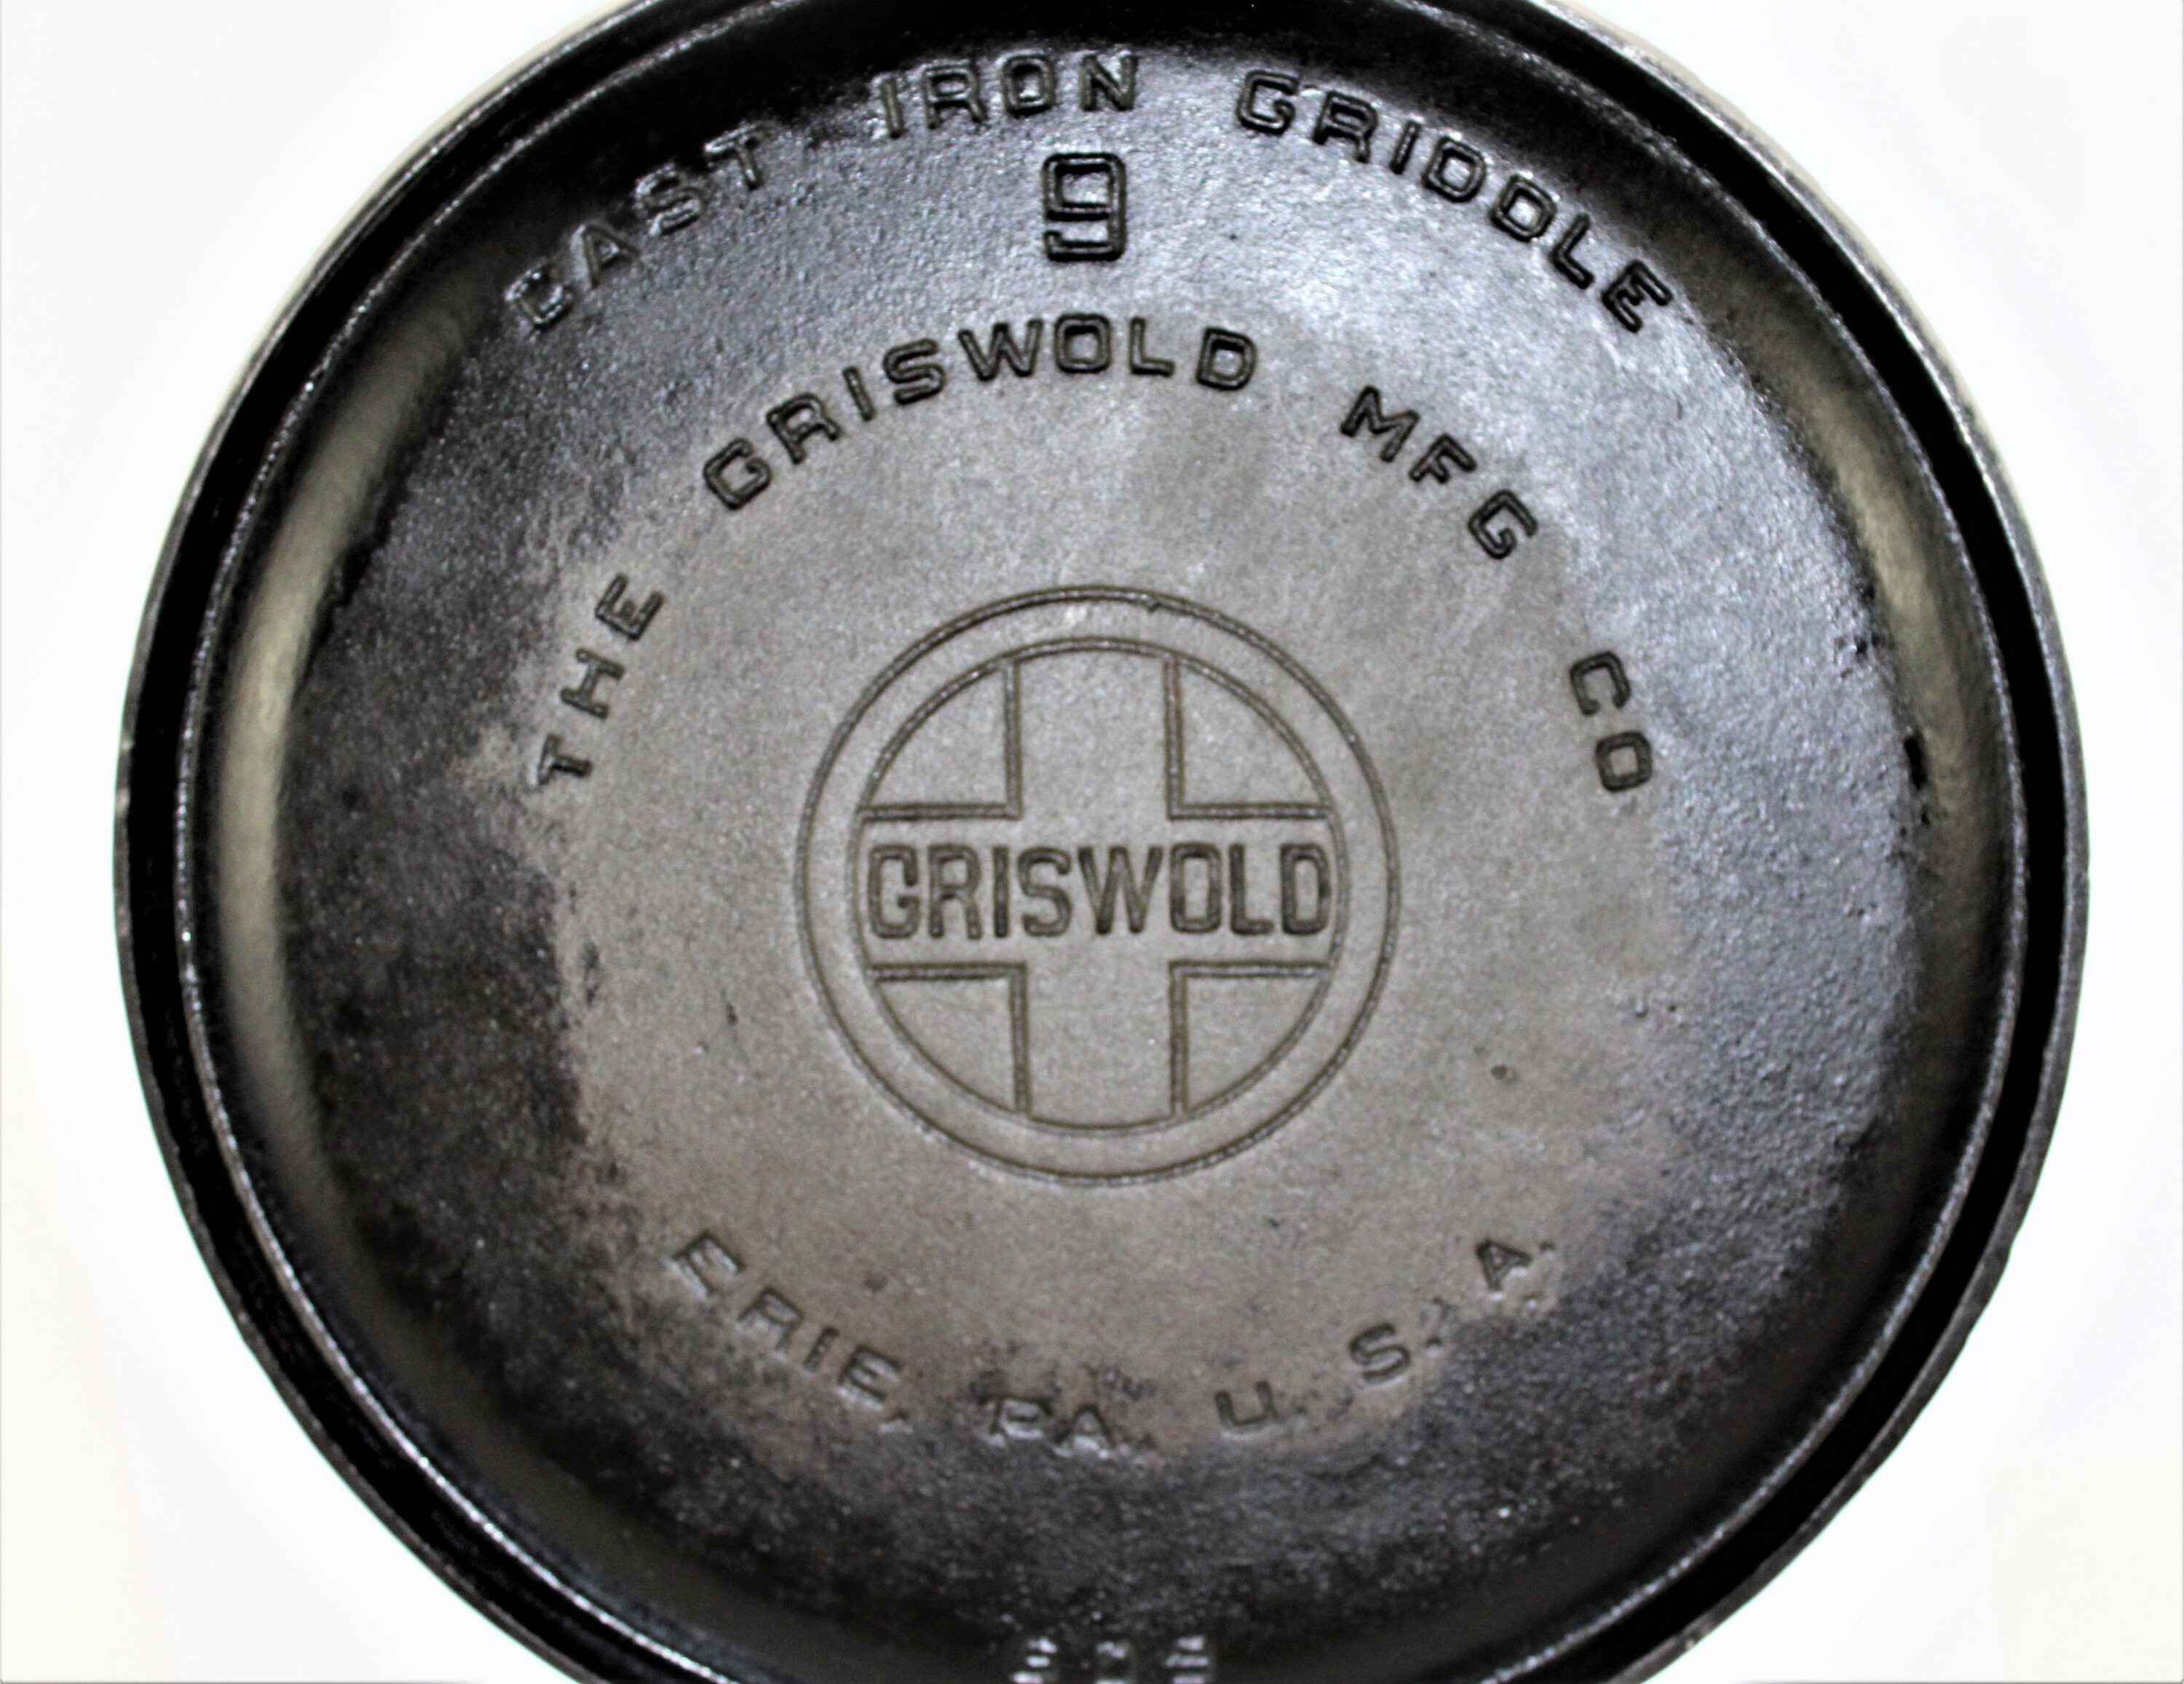 CAST IRON GRIDDLE
9
THE GRISWOLD MFG CO
GRISWOLD
ERIE, PA. U. S. A.